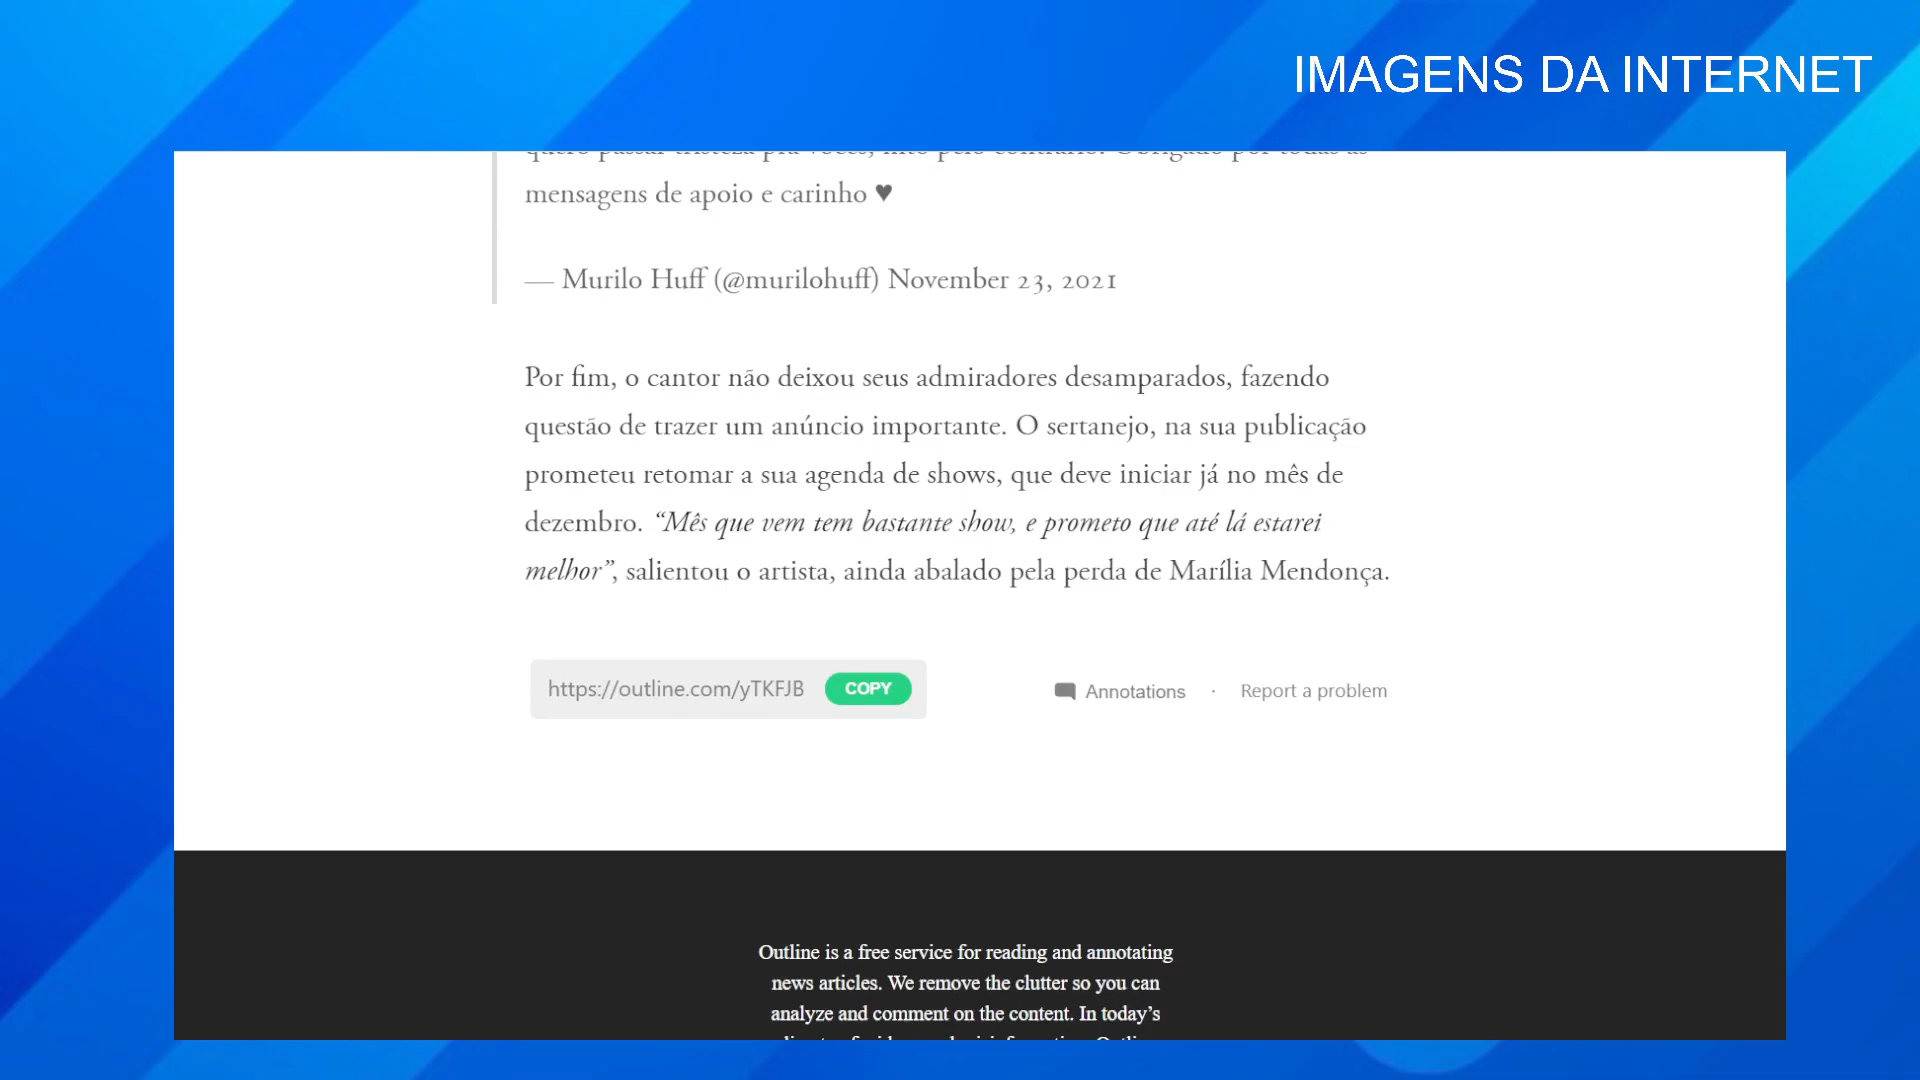 IMAGENS DA INTERNET
mensagens de apoio e carinho ♥
— Murilo Huff (@murilohuff) November 23, 2021
Por fim, o cantor não deixou seus admiradores desamparados, fazendo
questão de trazer um anúncio importante. O sertanejo, na sua publicação
prometeu retomar a sua agenda de shows, que deve iniciar já no mês de
dezembro. “Mês que vem tem bastante show, e prometo que até lá estarei
melhor”, salientou o artista, ainda abalado pela perda de Marília Mendonça.
https://outline.com/yTKFJB COPY Annotations · Report a problem
Outline is a free service for reading and annotating
news articles. We remove the clutter so you can
analyze and comment on the content. In today’s